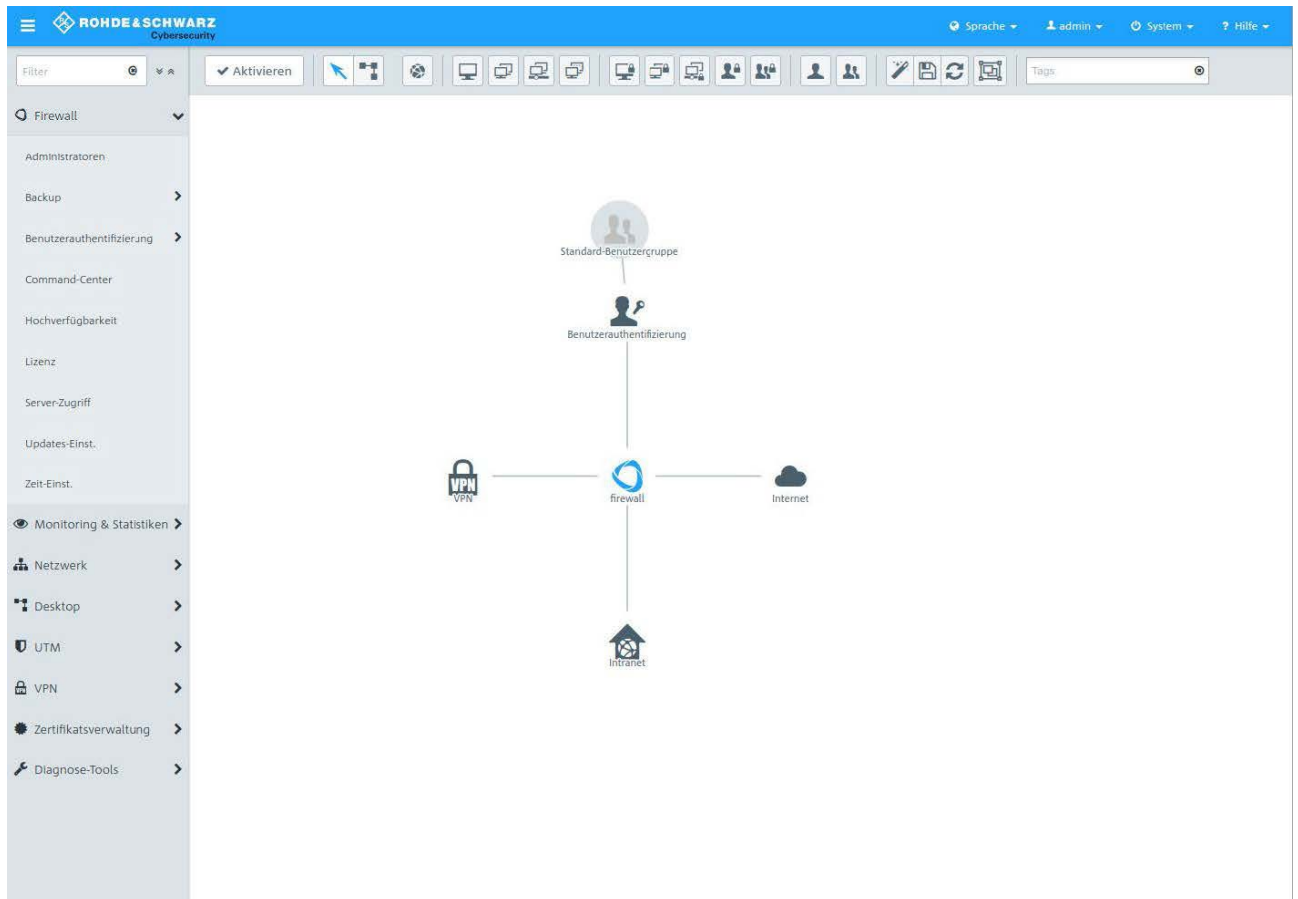 ROHDE&SCHWARZ
Cybersecurity
Sprache
admin
System
? Hilfe
Filter
Aktivieren
Tags
Firewall
Administratoren
Backup
Benutzerauthentifizierung
Command-Center
Hochverfügbarkeit
Lizenz
Server-Zugriff
Updates-Einst.
Zeit-Einst.
Monitoring & Statistiken
Netzwerk
Desktop
UTM
VPN
Zertifikatsverwaltung
Diagnose-Tools
Standard-Benutzergruppe
Benutzerauthentifizierung
VPN
VPN
firewall
Internet
Intranet